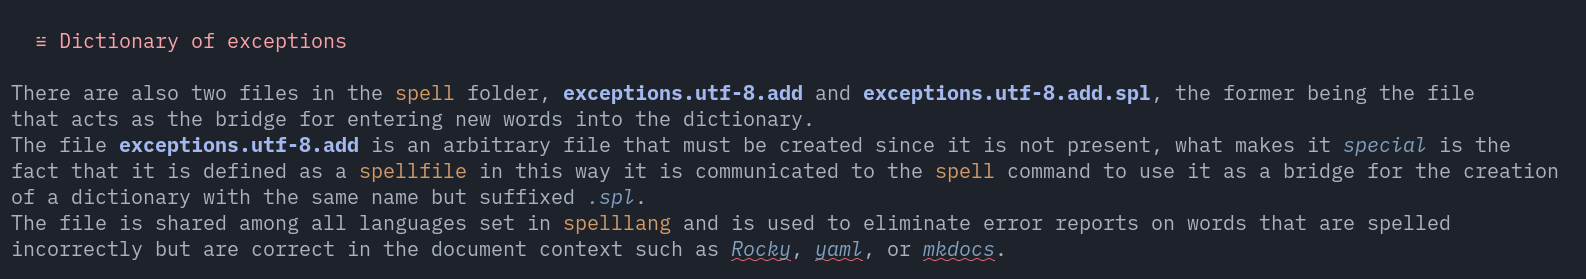 ≝ Dictionary of exceptions
There are also two files in the spell folder, exceptions.utf-8.add and exceptions.utf-8.add.spl, the former being the file
that acts as the bridge for entering new words into the dictionary.
The file exceptions.utf-8.add is an arbitrary file that must be created since it is not present, what makes it special is the
fact that it is defined as a spellfile in this way it is communicated to the spell command to use it as a bridge for the creation
of a dictionary with the same name but suffixed .spl.
The file is shared among all languages set in spelllang and is used to eliminate error reports on words that are spelled
incorrectly but are correct in the document context such as Rocky, yaml, or mkdocs.